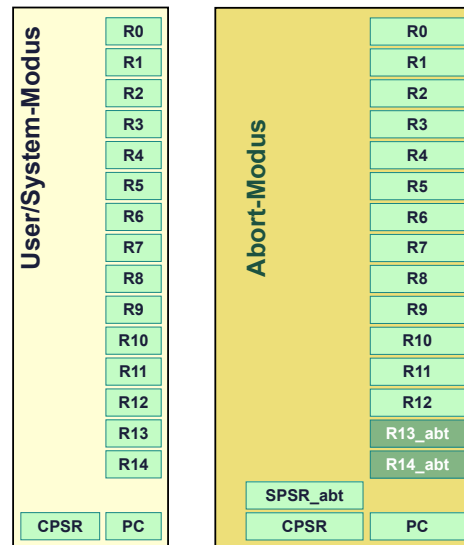 User/System-Modus
R0
R1
R2
R3
R4
R5
R6
R7
R8
R9
R10
R11
R12
R13
R14
CPSR PC
Abort-Modus
R0
R1
R2
R3
R4
R5
R6
R7
R8
R9
R10
R11
R12
R13_abt
R14_abt
SPSR_abt
CPSR PC